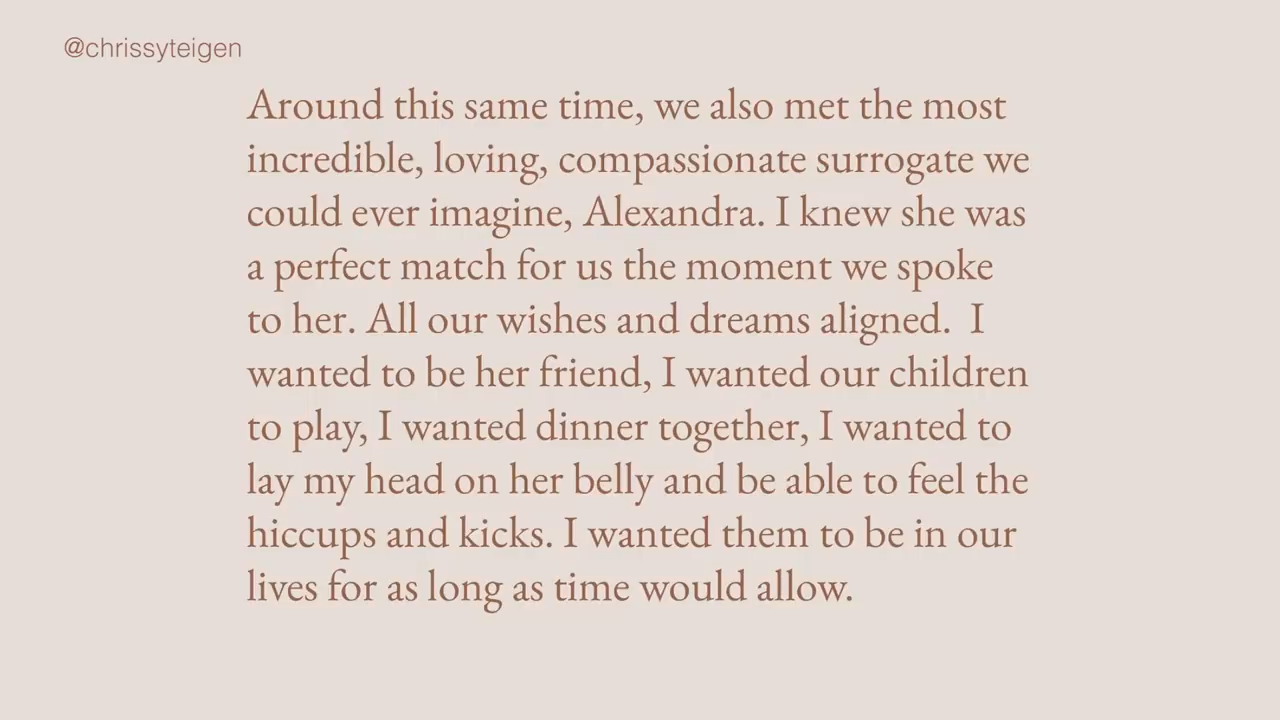 @chrissyteigen
Around this same time, we also met the most
incredible, loving, compassionate surrogate we
could ever imagine, Alexandra. I knew she was
a perfect match for us the moment we spoke
to her. All our wishes and dreams aligned.  I
wanted to be her friend, I wanted our children
to play, I wanted dinner together, I wanted to
lay my head on her belly and be able to feel the
hiccups and kicks. I wanted them to be in our
lives for as long as time would allow.